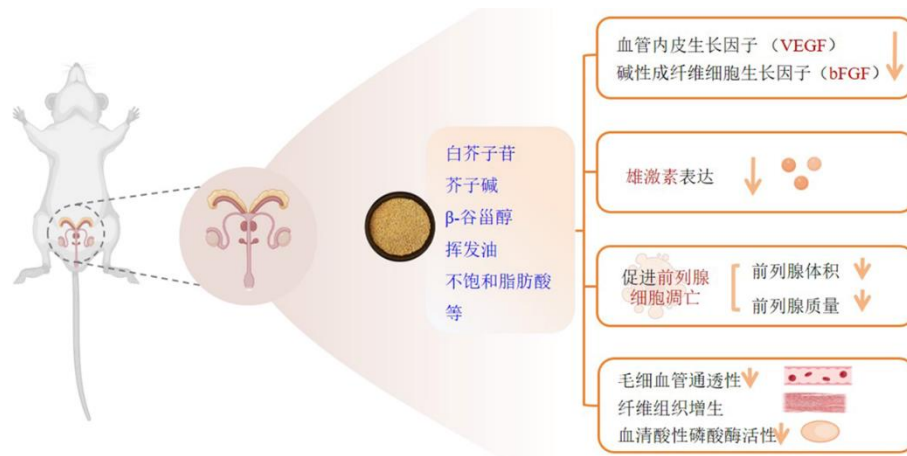 血管内皮生长因子 （VEGF）
碱性成纤维细胞生长因子（bFGF）
白芥子苷
芥子碱
β-谷甾醇
挥发油
不饱和脂肪酸
等
雄激素表达
促进前列腺
细胞凋亡
前列腺体积
前列腺质量
毛细血管通透性
纤维组织增生
血清酸性磷酸酶活性